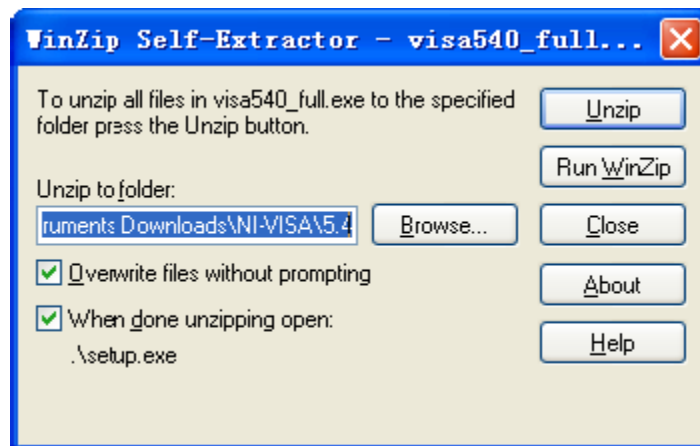 WinZip Self-Extractor - visa540_full...
To unzip all files in visa540_full.exe to the specified
folder press the Unzip button.
Unzip to folder:
ruments Downloads\NI-VISA\5.4
Browse...
Overwrite files without prompting
When done unzipping open:
.\setup.exe
Unzip
Run WinZip
Close
About
Help